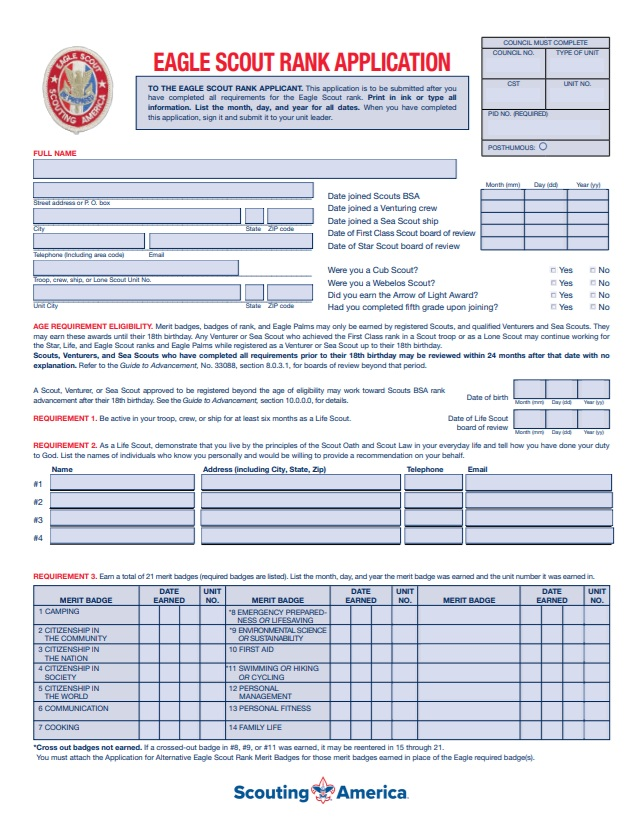 EAGLE SCOUT
SCOUTING AMERICA
EAGLE SCOUT RANK APPLICATION
TO THE EAGLE SCOUT RANK APPLICANT. This application is to be submitted after you
have completed all requirements for the Eagle Scout rank. Print in ink or type all
information. List the month, day, and year for all dates. When you have completed
this application, sign it and submit it to your unit leader.
COUNCIL MUST COMPLETE
COUNCIL NO. TYPE OF UNIT
CST UNIT NO.
PID NO. (REQUIRED)
POSTHUMOUS:
FULL NAME
Street address or P. O. box
City State ZIP code
Telephone (Including area code) Email
Troop, crew, ship, or Lone Scout Unit No.
Unit City State ZIP code
Month (mm) Day (dd) Year (yy)
Date joined Scouts BSA
Date joined a Venturing crew
Date joined a Sea Scout ship
Date of First Class Scout board of review
Date of Star Scout board of review
Were you a Cub Scout? Yes No
Were you a Webelos Scout? Yes No
Did you earn the Arrow of Light Award? Yes No
Had you completed fifth grade upon joining? Yes No
AGE REQUIREMENT ELIGIBILITY. Merit badges, badges of rank, and Eagle Palms may only be earned by registered Scouts, and qualified Venturers and Sea Scouts. They
may earn these awards until their 18th birthday. Any Venturer or Sea Scout who achieved the First Class rank in a Scout troop or as a Lone Scout may continue working for
the Star, Life, and Eagle Scout ranks and Eagle Palms while registered as a Venturer or Sea Scout up to their 18th birthday.
Scouts, Venturers, and Sea Scouts who have completed all requirements prior to their 18th birthday may be reviewed within 24 months after that date with no
explanation. Refer to the Guide to Advancement, No. 33088, section 8.0.3.1, for boards of review beyond that period.
A Scout, Venturer, or Sea Scout approved to be registered beyond the age of eligibility may work toward Scouts BSA rank
advancement after their 18th birthday. See the Guide to Advancement, section 10.0.0.0, for details.
Date of birth
Month (mm) Day (dd) Year (yy)
REQUIREMENT 1. Be active in your troop, crew, or ship for at least six months as a Life Scout.
Date of Life Scout
board of review
Month (mm) Day (dd) Year (yy)
REQUIREMENT 2. As a Life Scout, demonstrate that you live by the principles of the Scout Oath and Scout Law in your everyday life and tell how you have done your duty
to God. List the names of individuals who know you personally and would be willing to provide a recommendation on your behalf.
Name Address (including City, State, Zip) Telephone Email
#1
#2
#3
#4
REQUIREMENT 3. Earn a total of 21 merit badges (required badges are listed). List the month, day, and year the merit badge was earned and the unit number it was earned in.
MERIT BADGE DATE EARNED UNIT NO. MERIT BADGE DATE EARNED UNIT NO. MERIT BADGE DATE EARNED UNIT NO.
1 CAMPING *8 EMERGENCY PREPARED-
NESS OR LIFESAVING
2 CITIZENSHIP IN *9 ENVIRONMENTAL SCIENCE
THE COMMUNITY OR SUSTAINABILITY
3 CITIZENSHIP IN 10 FIRST AID
THE NATION
4 CITIZENSHIP IN *11 SWIMMING OR HIKING
SOCIETY OR CYCLING
5 CITIZENSHIP IN 12 PERSONAL
THE WORLD MANAGEMENT
6 COMMUNICATION 13 PERSONAL FITNESS
7 COOKING 14 FAMILY LIFE
*Cross out badges not earned. If a crossed-out badge in #8, #9, or #11 was earned, it may be reentered in 15 through 21.
You must attach the Application for Alternative Eagle Scout Rank Merit Badges for those merit badges earned in place of the Eagle required badge(s).
Scouting America